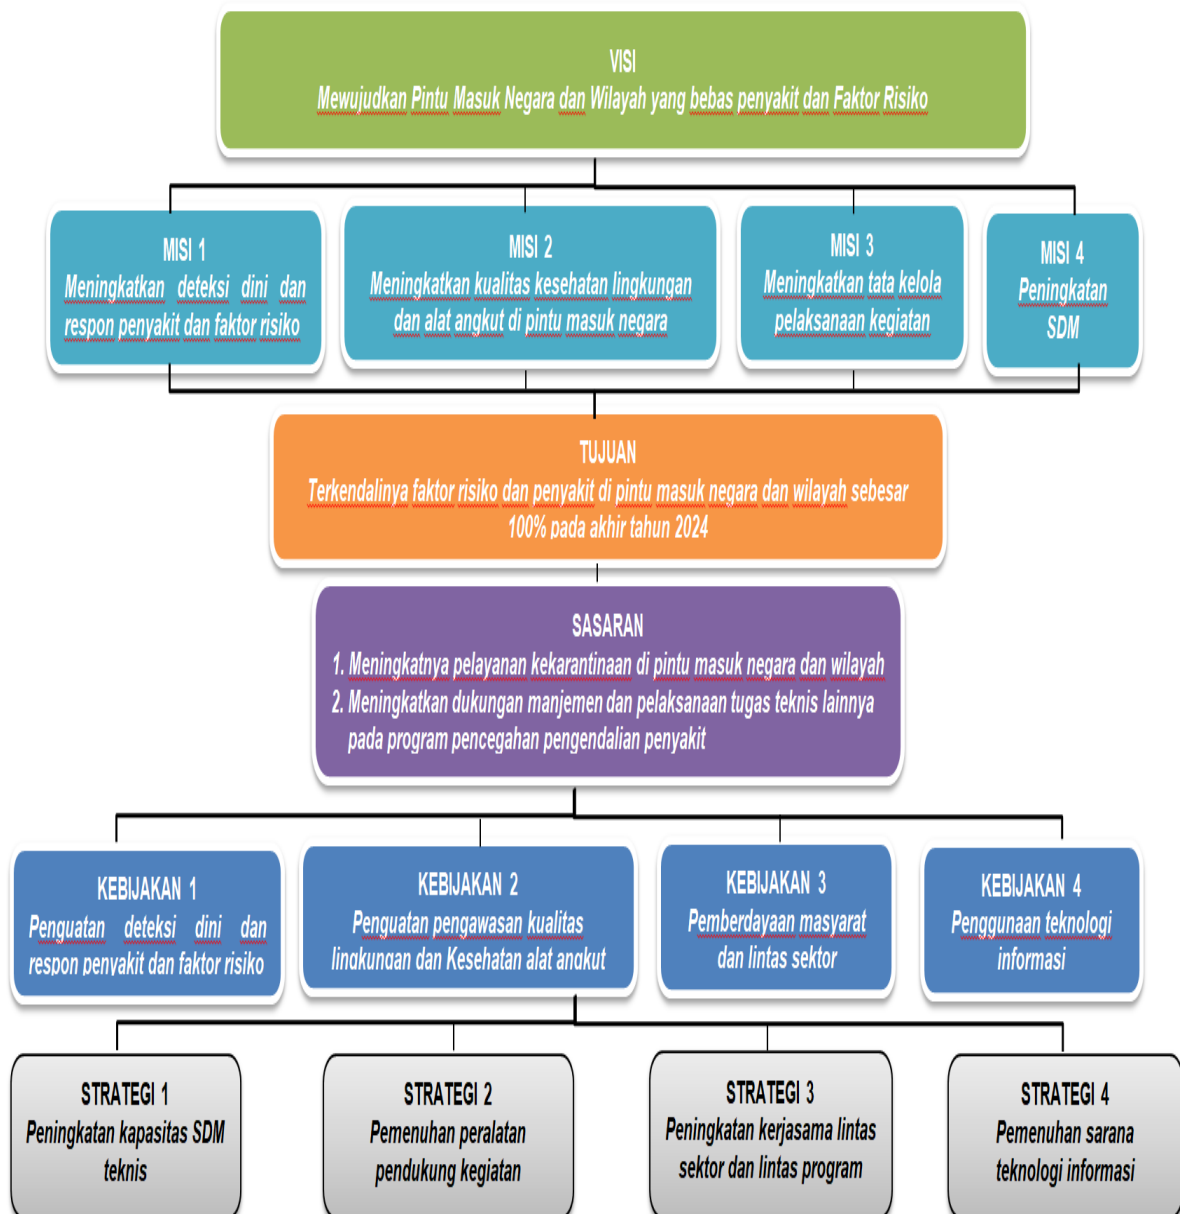 VISI
Mewujudkan Pintu Masuk Negara dan Wilayah yang bebas penyakit dan Faktor Risiko
MISI 1
Meningkatkan deteksi dini dan
respon penyakit dan faktor risiko
MISI 2
Meningkatkan kualitas kesehatan lingkungan
dan alat angkut di pintu masuk negara
MISI 3
Meningkatkan tata kelola
pelaksanaan kegiatan
MISI 4
Peningkatan
SDM
TUJUAN
Terkendalinya faktor risiko dan penyakit di pintu masuk negara dan wilayah sebesar
100% pada akhir tahun 2024
SASARAN
1. Meningkatnya pelayanan kekarantinaan di pintu masuk negara dan wilayah
2. Meningkatkan dukungan manjemen dan pelaksanaan tugas teknis lainnya
pada program pencegahan pengendalian penyakit
KEBIJAKAN 1
Penguatan deteksi dini dan
respon penyakit dan faktor risiko
KEBIJAKAN 2
Penguatan pengawasan kualitas
lingkungan dan Kesehatan alat angkut
KEBIJAKAN 3
Pemberdayaan masyarat
dan lintas sektor
KEBIJAKAN 4
Penggunaan teknologi
informasi
STRATEGI 1
Peningkatan kapasitas SDM
teknis
STRATEGI 2
Pemenuhan peralatan
pendukung kegiatan
STRATEGI 3
Peningkatan kerjasama lintas
sektor dan lintas program
STRATEGI 4
Pemenuhan sarana
teknologi informasi